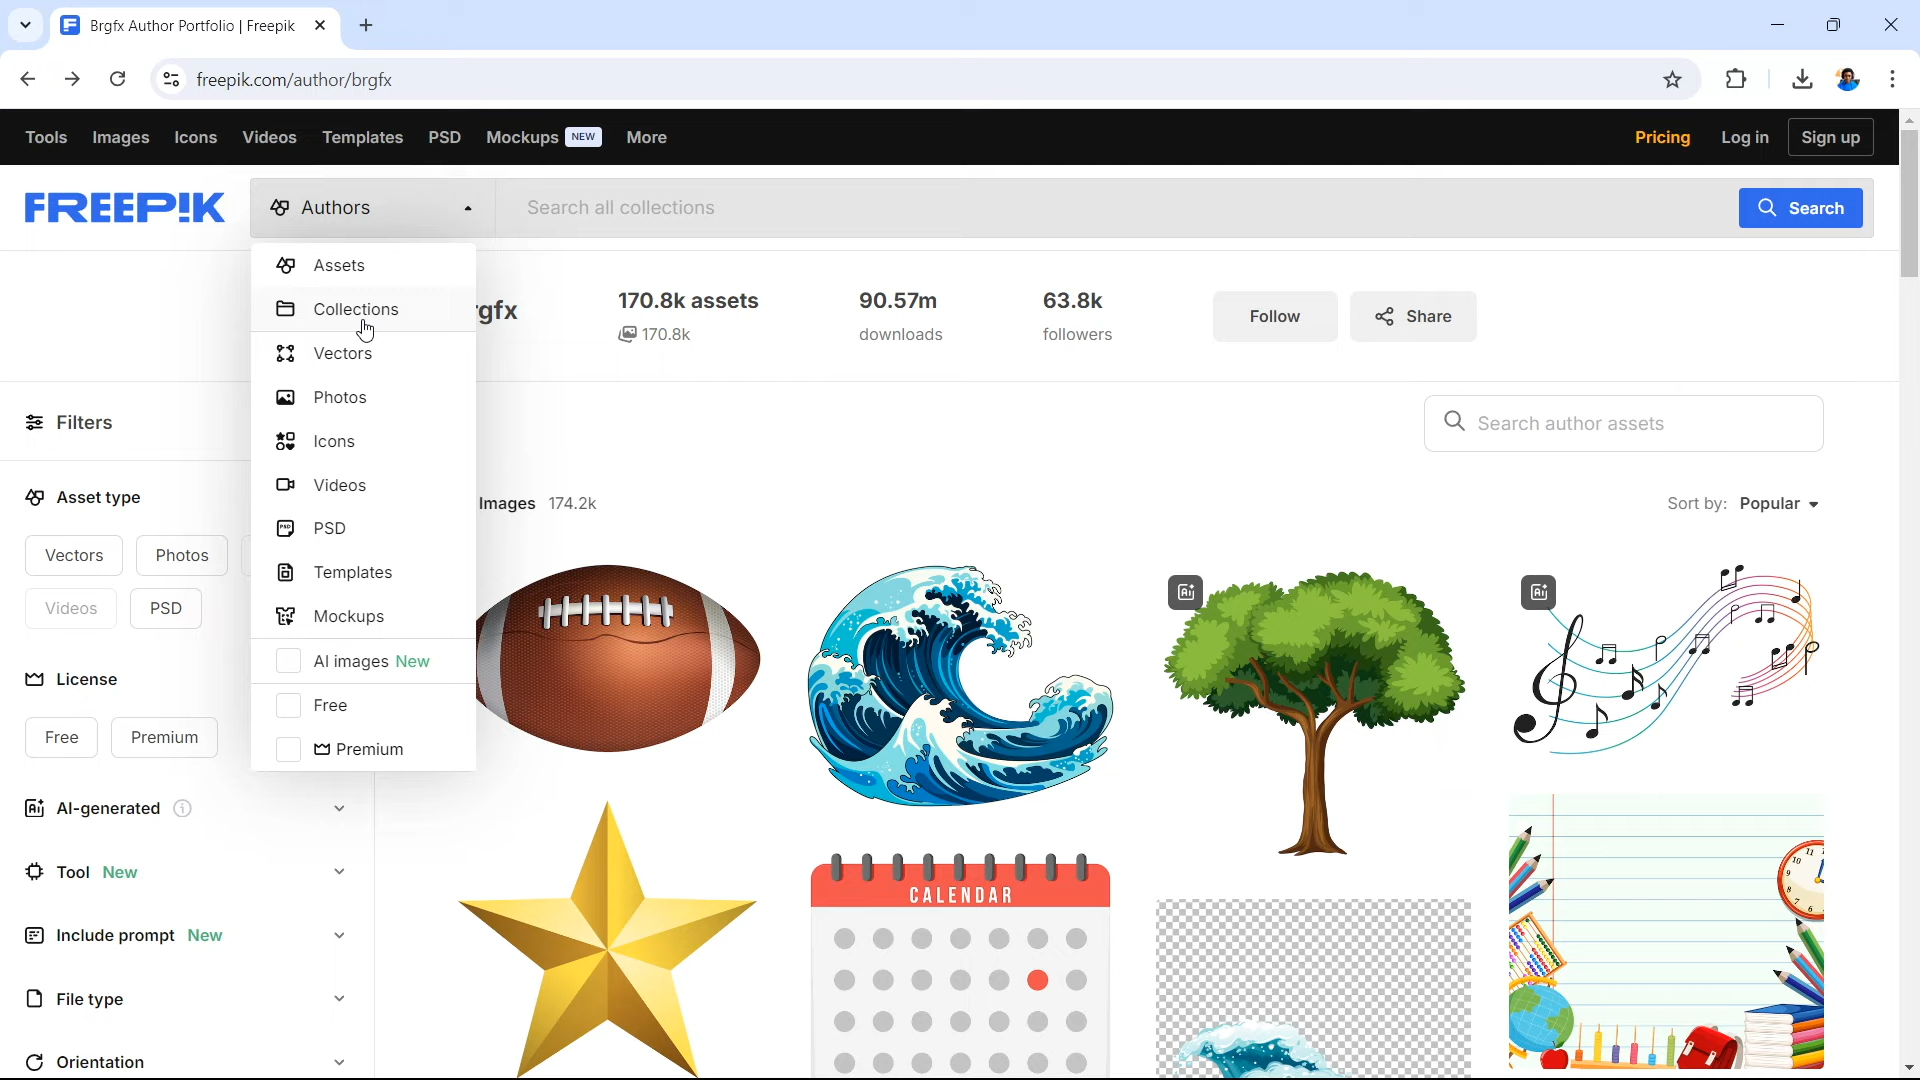 Brgfx Author Portfolio | Freepik
freepik.com/author/brgfx
Tools Images Icons Videos Templates PSD Mockups NEW More Pricing Log in Sign up
FREEP!K Authors Search all collections Search
Assets
Collections
Vectors
Photos
Icons
Videos
PSD
Templates
Mockups
AI images New
Free
Premium
rgfx
170.8k assets 90.57m 63.8k
170.8k downloads followers
Follow Share
Filters
Search author assets
Asset type
Images 174.2k
Sort by: Popular
Vectors Photos
Videos PSD
License
Free Premium
AI-generated
Tool New
Include prompt New
File type
Orientation
CALENDAR